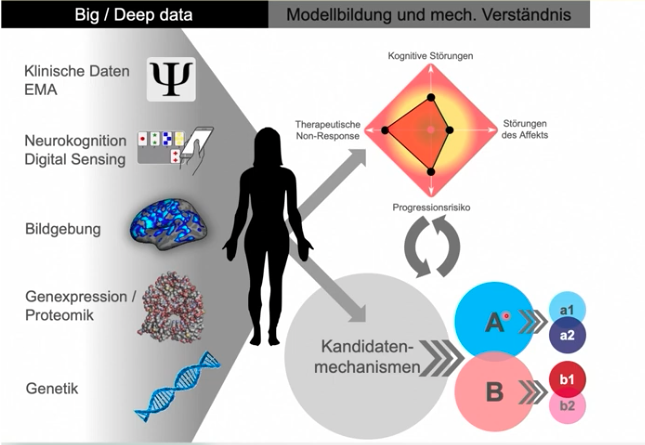 Big / Deep data
Modellbildung und mech. Verständnis
Klinische Daten
EMA
Ψ
Neurokognition
Digital Sensing
Bildgebung
Genexpression /
Proteomik
Genetik
Kognitive Störungen
Therapeutische
Non-Response
Störungen
des Affekts
Progressionsrisiko
Kandidaten-
mechanismen
A
B
a1
a2
b1
b2